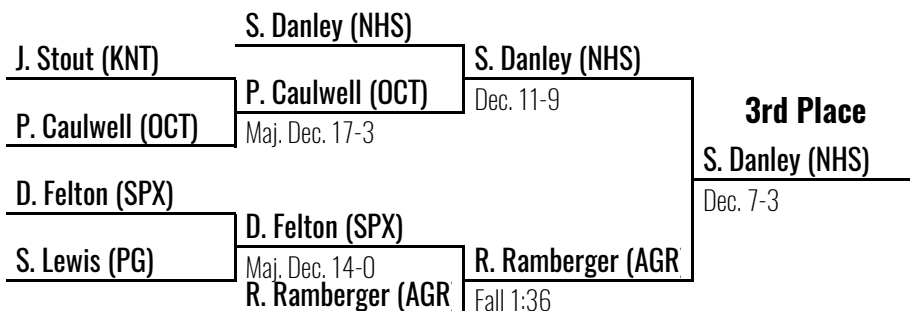 S. Danley (NHS)
J. Stout (KNT)
S. Danley (NHS)
P. Caulwell (OCT)
Dec. 11-9
3rd Place
P. Caulwell (OCT)
Maj. Dec. 17-3
S. Danley (NHS)
D. Felton (SPX)
Dec. 7-3
D. Felton (SPX)
S. Lewis (PG)
Maj. Dec. 14-0
R. Ramberger (AGR
R. Ramberger (AGR
Fall 1:36